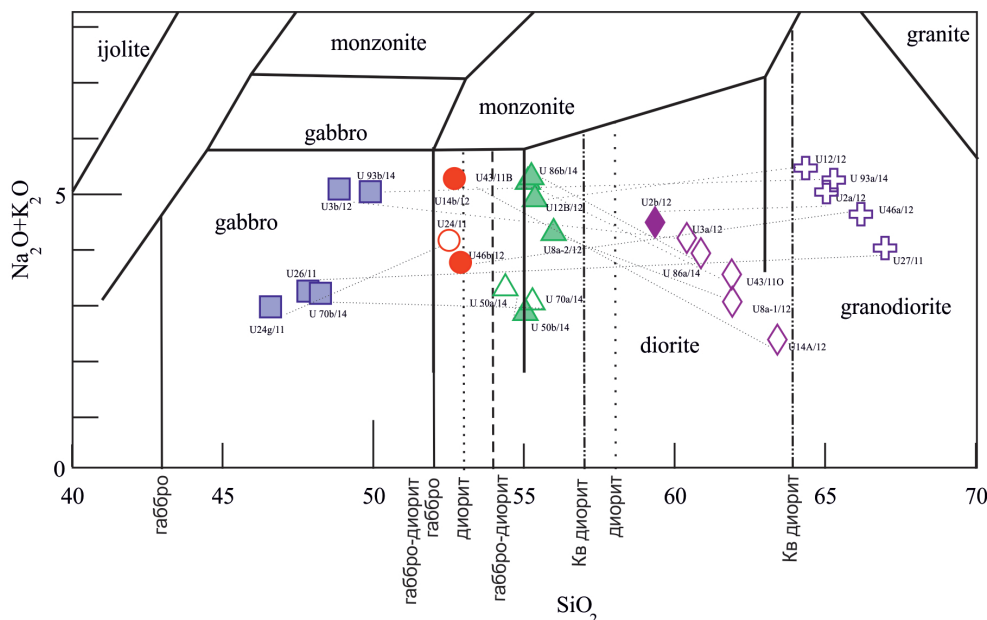 ijolite
monzonite
granite
monzonite
gabbro
gabbro
diorite
granodiorite
U 93b/14
U3b/12
U14b/12
U43/11B
U 86b/14
U12B/12
U24/11
U46b/12
U8a-2/12
U26/11
U 70b/14
U24g/11
U 50a/14
U 70a/14
U 50b/14
U2b/12
U3a/12
U 86a/14
U43/11O
U8a-1/12
U14A/12
U12/12
U 93a/14
U2a/12
U46a/12
U27/11
Na2O+K2O
5
0
40
45
50
55
60
65
70
габбро
габбро-диорит
габбро
диорит
габбро-диорит
Кв диорит
диорит
Кв диорит
SiO2